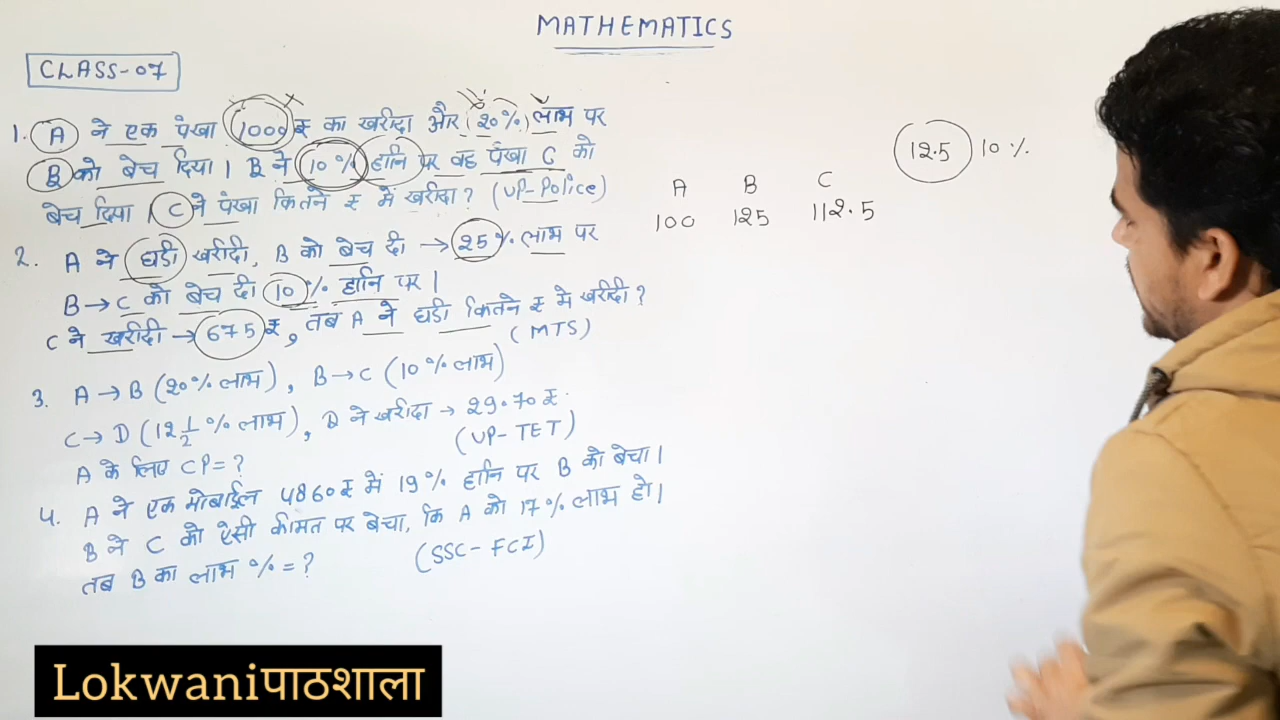 MATHEMATICS
CLASS-07
1. A ने एक पंखा 1000 ₹ का खरीदा और (20%) लाभ पर
B को बेच दिया। B ने 10% हानि पर वह पंखा C को
बेच दिया। C ने पंखा कितने ₹ में खरीदा? (UP-Police)
2. A ने घडी खरीदी, B को बेच दी → 25% लाभ पर
B→C को बेच दी 10% हानि पर।
C ने खरीदी → 675 ₹, तब A ने घडी कितने ₹ मे खरीदी?
(MTS)
3. A → B (20% लाभ), B → C (10% लाभ)
C → D (12 1/2 % लाभ), D ने खरीदा → 29.70 ₹.
A के लिए CP = ?
(UP-TET)
4. A ने एक मोबाईल 4860 ₹ में 19% हानि पर B को बेचा।
B ने C को ऐसी कीमत पर बेचा, कि A को 17% लाभ हो।
तब B का लाभ % = ?
(SSC-FCI)
12.5 10%
A B C
100 125 112.5
Lokwaniपाठशाला